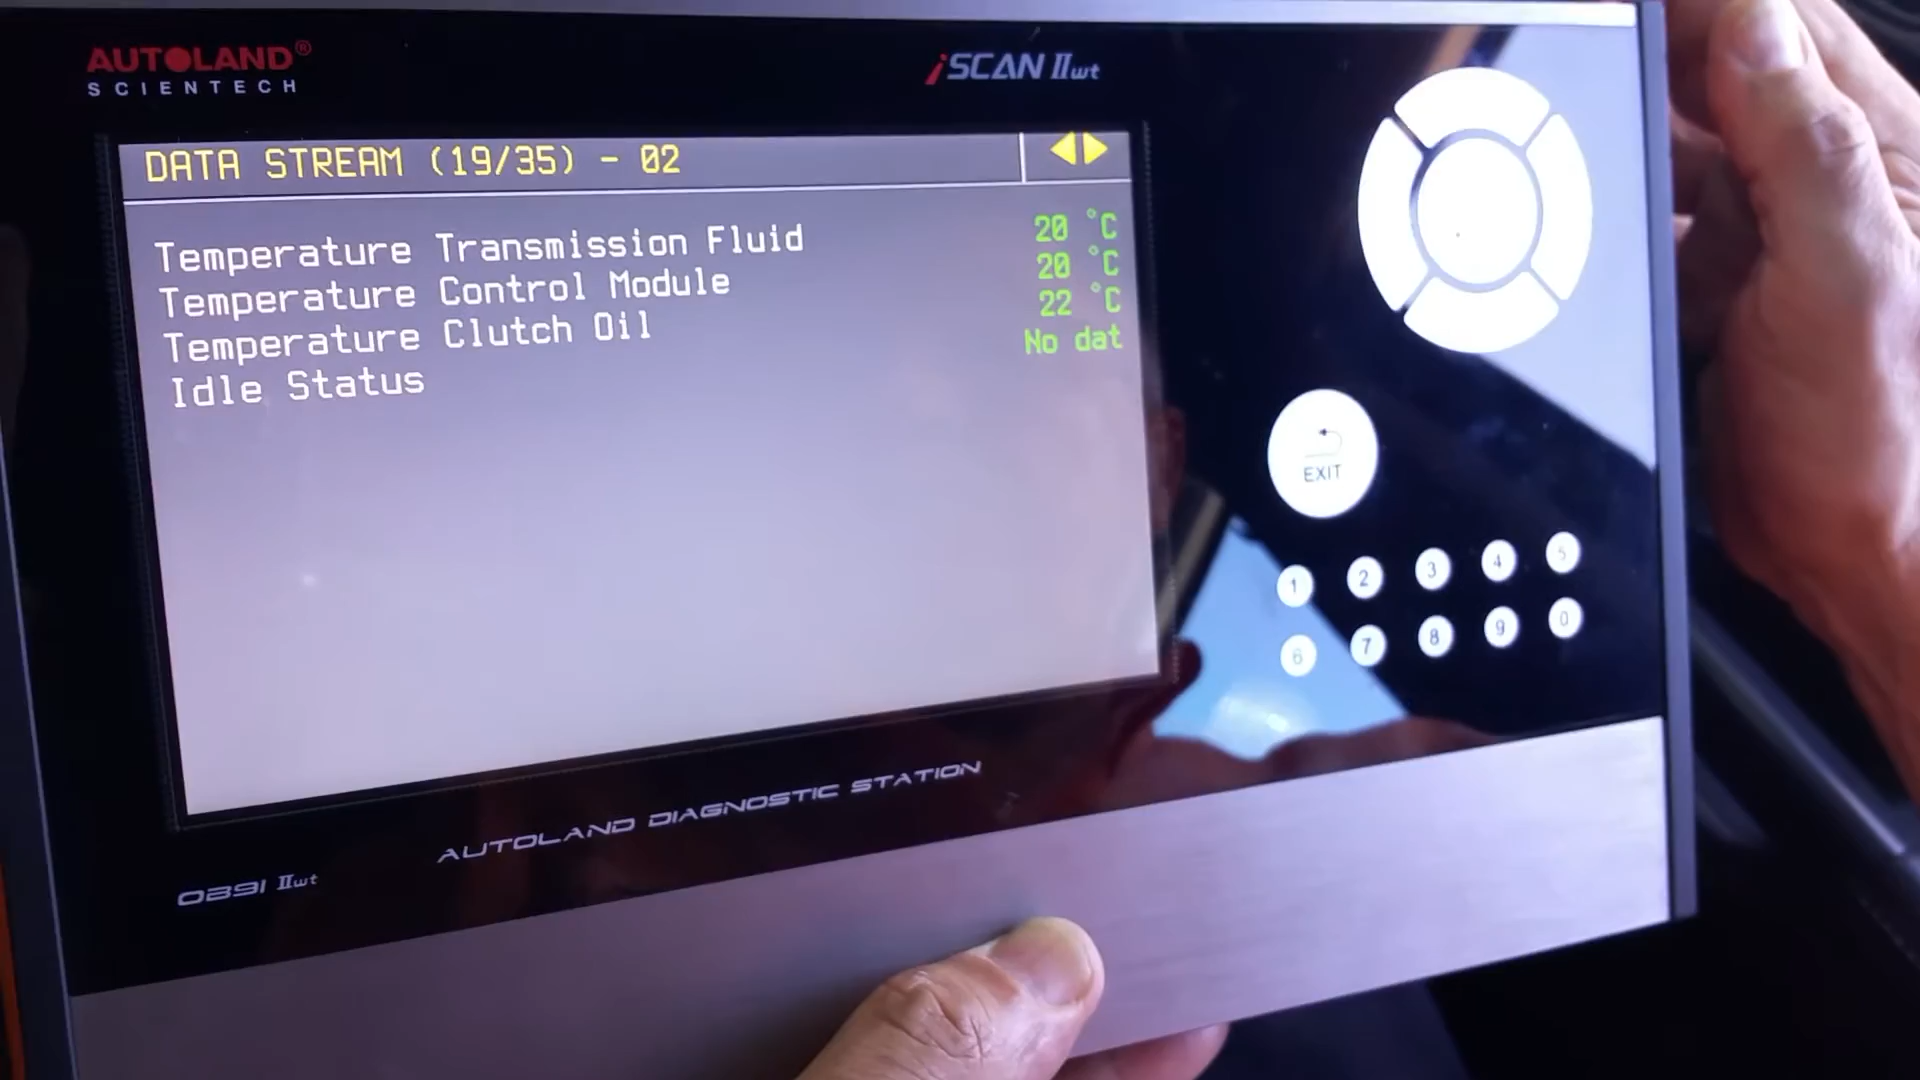 AUTOLAND®
SCIENTECH
iSCAN IIwt
DATA STREAM (19/35) - 02
Temperature Transmission Fluid 20 °C
Temperature Control Module 20 °C
Temperature Clutch Oil 22 °C
Idle Status No dat
EXIT
1 2 3 4 5
6 7 8 9 0
AUTOLAND DIAGNOSTIC STATION
OB91 IIwt